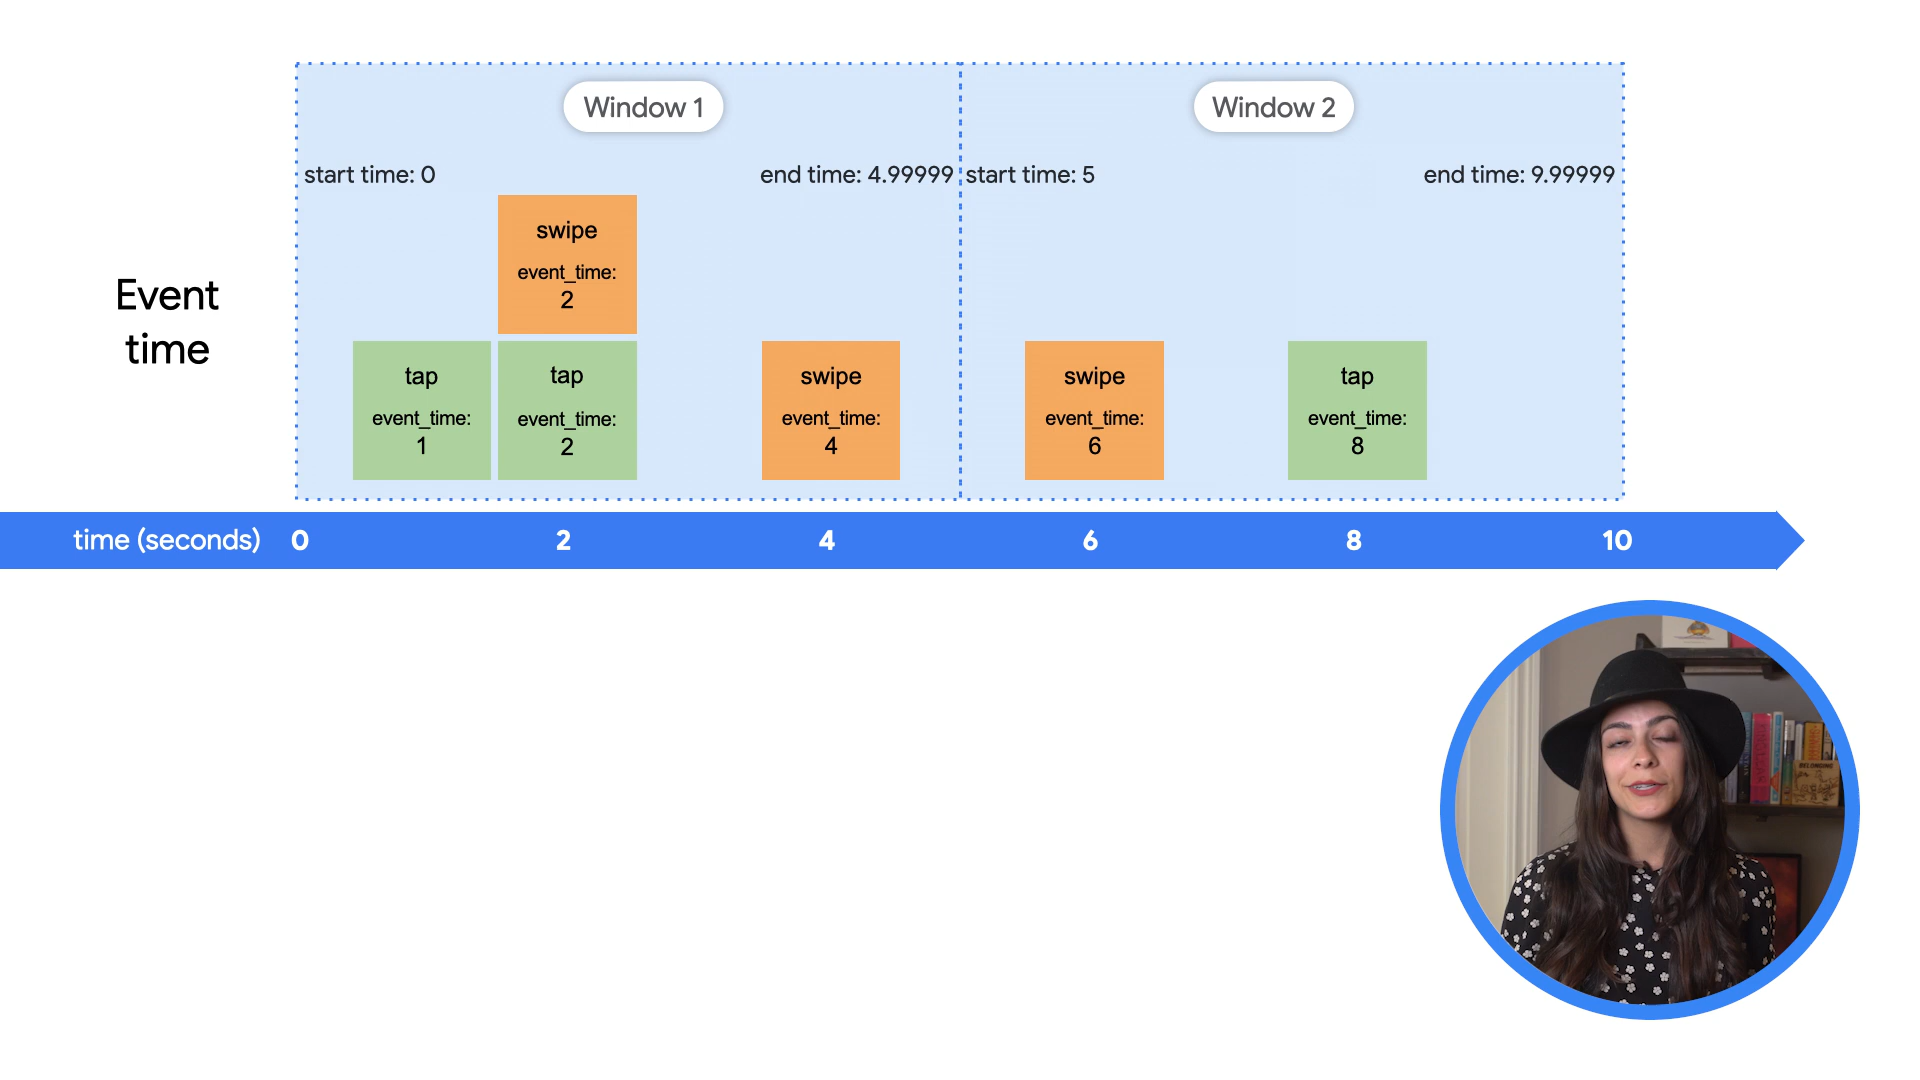 Window 1
Window 2
start time: 0
end time: 4.99999
start time: 5
end time: 9.99999
Event
time
swipe
event_time:
2
tap
event_time:
1
tap
event_time:
2
swipe
event_time:
4
swipe
event_time:
6
tap
event_time:
8
time (seconds) 0 2 4 6 8 10
BELONGING